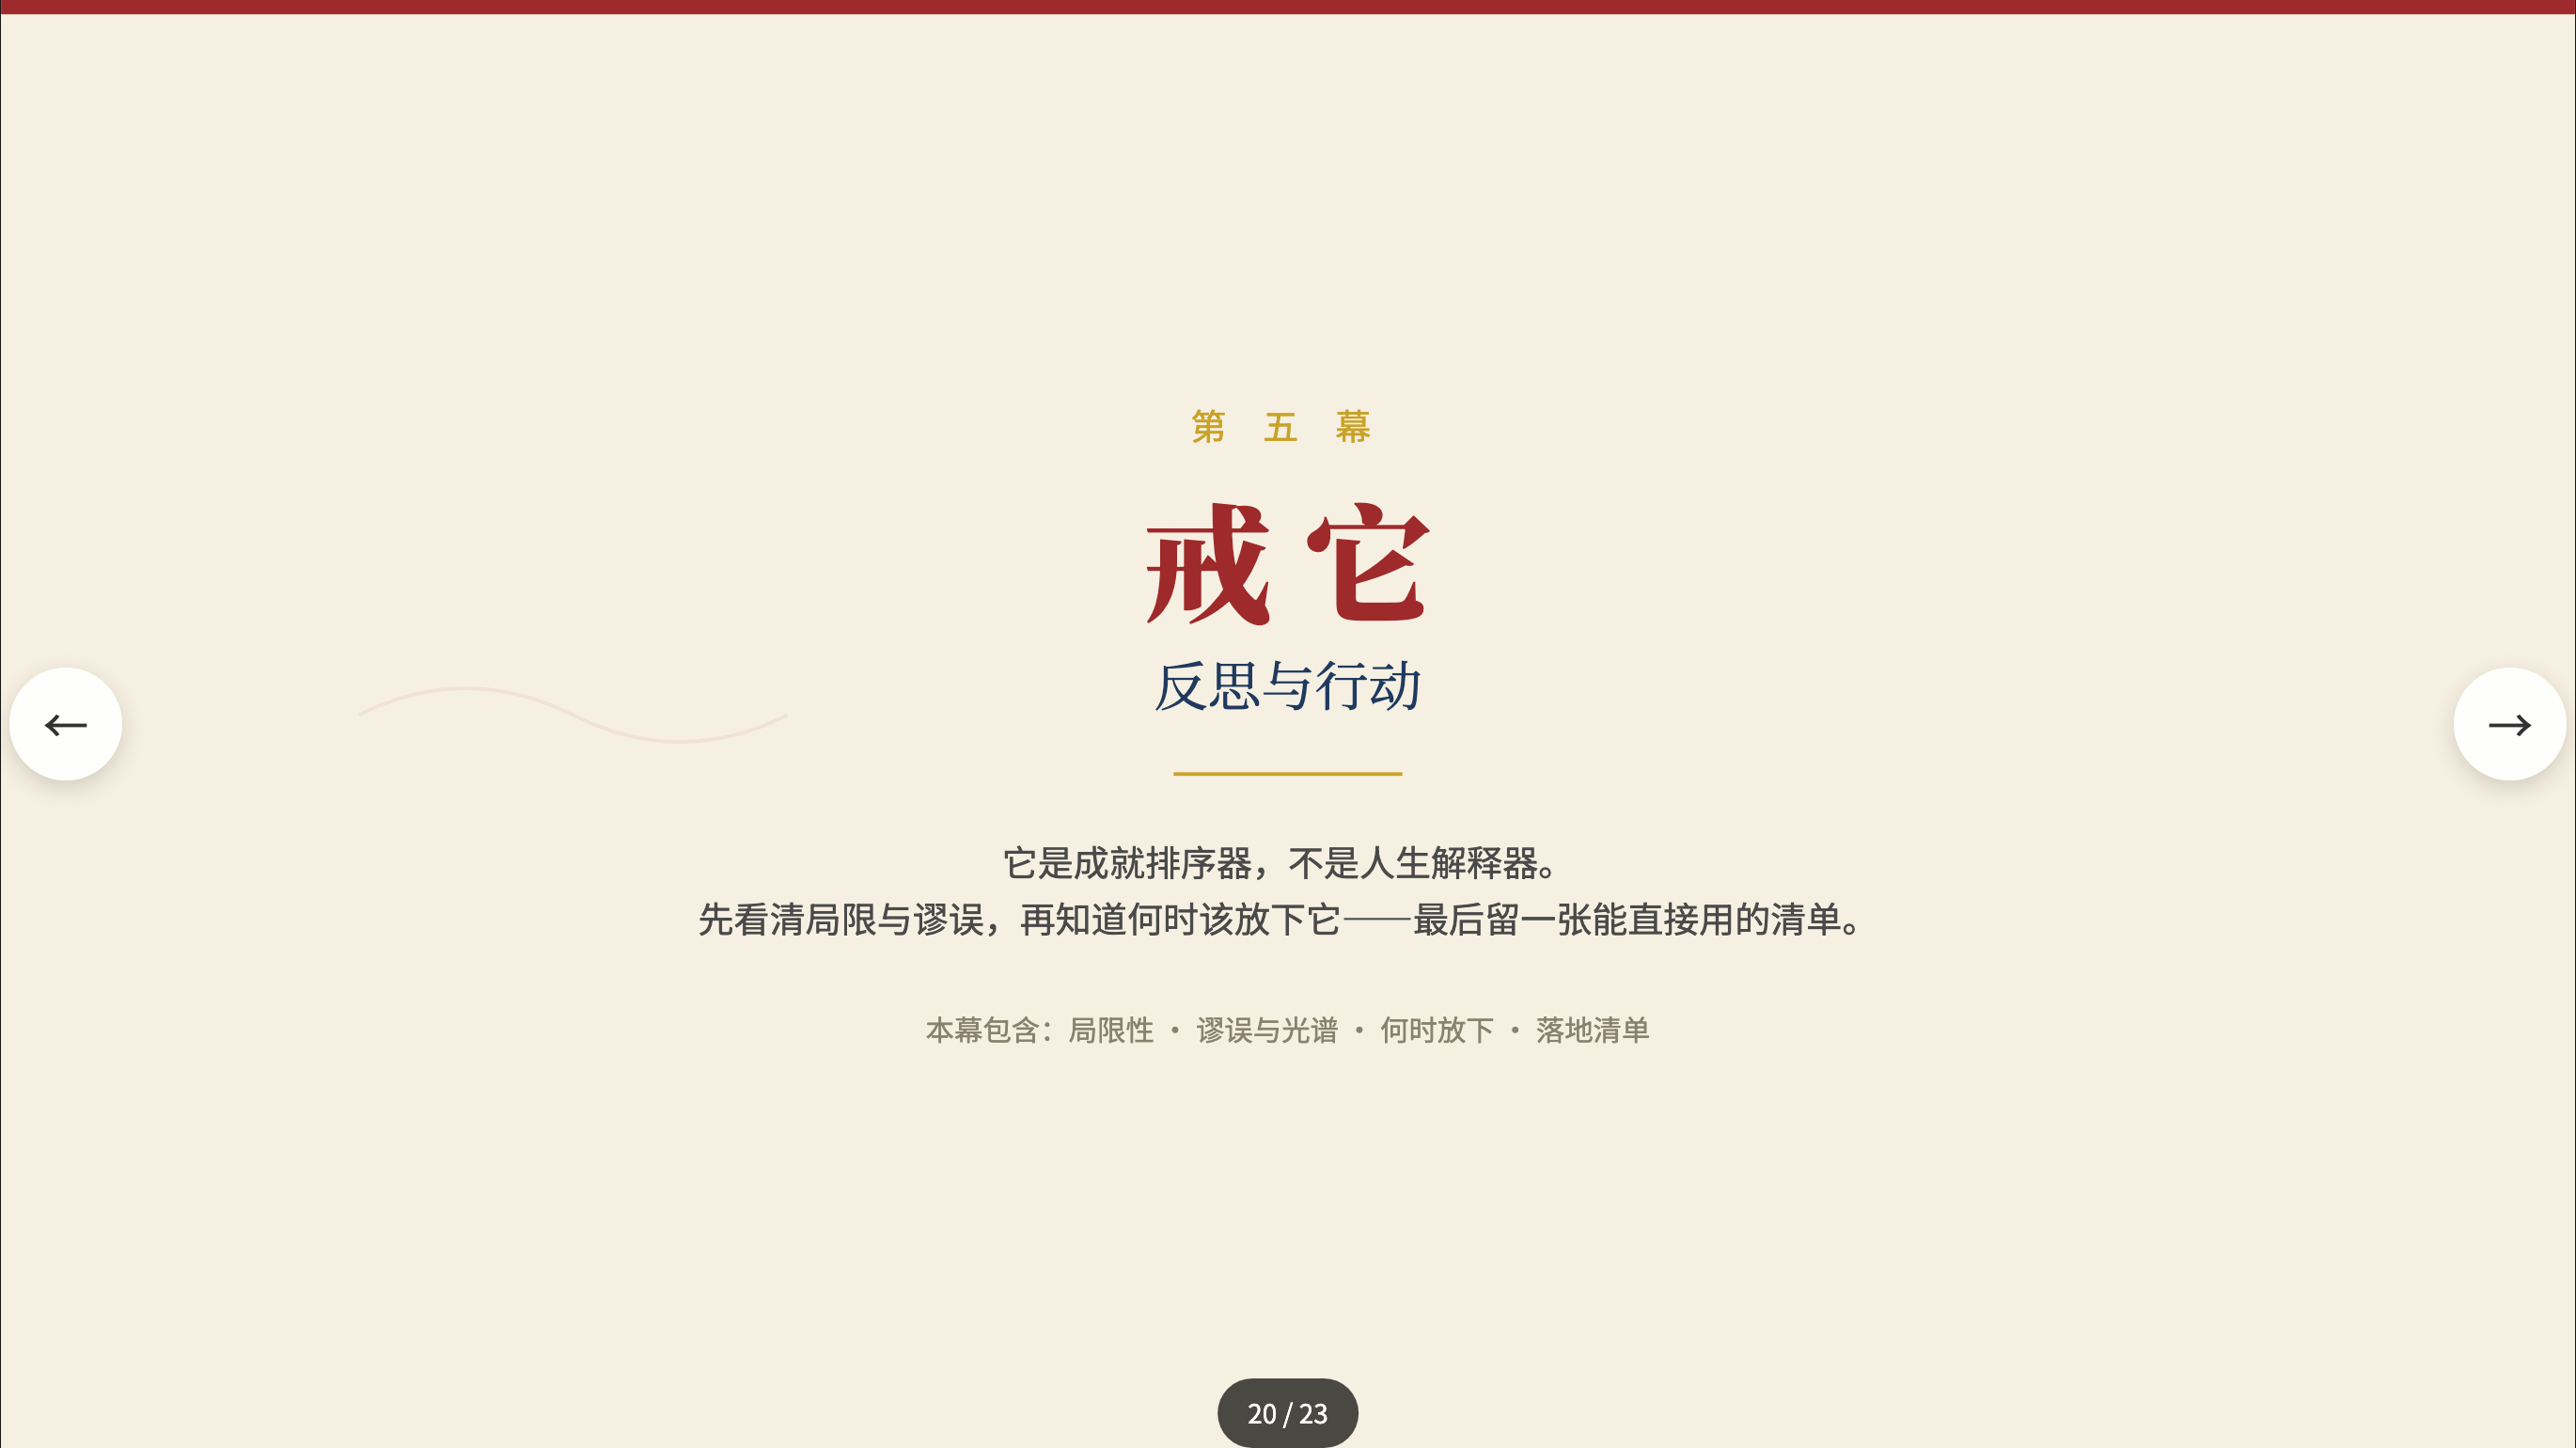 第五幕
戒它
反思与行动
它是成就排序器，不是人生解释器。
先看清局限与谬误，再知道何时该放下它——最后留一张能直接用的清单。
本幕包含：局限性 · 谬误与光谱 · 何时放下 · 落地清单
←
→
20 / 23